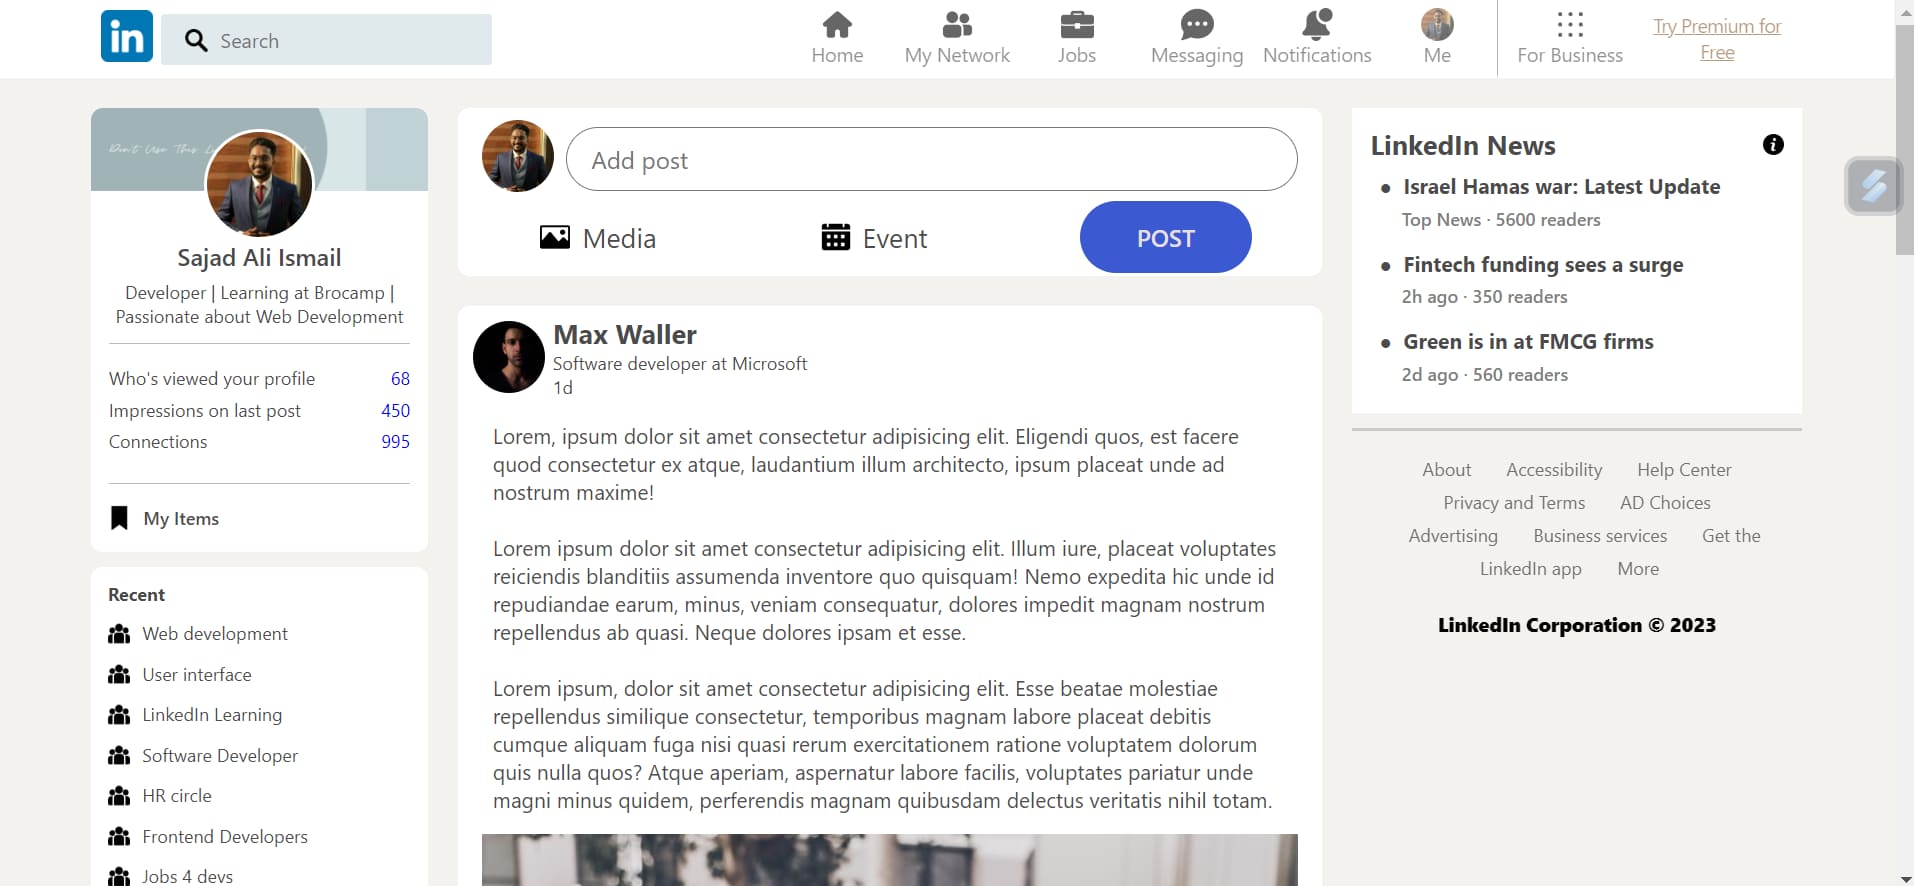 in
Search
Home
My Network
Jobs
Messaging
Notifications
Me
For Business
Try Premium for
Free
Don't Use This
Sajad Ali Ismail
Developer | Learning at Brocamp |
Passionate about Web Development
Who's viewed your profile 68
Impressions on last post 450
Connections 995
My Items
Recent
Web development
User interface
LinkedIn Learning
Software Developer
HR circle
Frontend Developers
Jobs 4 devs
Add post
Media
Event
POST
Max Waller
Software developer at Microsoft
1d
Lorem, ipsum dolor sit amet consectetur adipisicing elit. Eligendi quos, est facere
quod consectetur ex atque, laudantium illum architecto, ipsum placeat unde ad
nostrum maxime!
Lorem ipsum dolor sit amet consectetur adipisicing elit. Illum iure, placeat voluptates
reiciendis blanditiis assumenda inventore quo quisquam! Nemo expedita hic unde id
repudiandae earum, minus, veniam consequatur, dolores impedit magnam nostrum
repellendus ab quasi. Neque dolores ipsam et esse.
Lorem ipsum, dolor sit amet consectetur adipisicing elit. Esse beatae molestiae
repellendus similique consectetur, temporibus magnam labore placeat debitis
cumque aliquam fuga nisi quasi rerum exercitationem ratione voluptatem dolorum
quis nulla quos? Atque aperiam, aspernatur labore facilis, voluptates pariatur unde
magni minus quidem, perferendis magnam quibusdam delectus veritatis nihil totam.
LinkedIn News
Israel Hamas war: Latest Update
Top News · 5600 readers
Fintech funding sees a surge
2h ago · 350 readers
Green is in at FMCG firms
2d ago · 560 readers
About Accessibility Help Center
Privacy and Terms AD Choices
Advertising Business services Get the
LinkedIn app More
LinkedIn Corporation © 2023